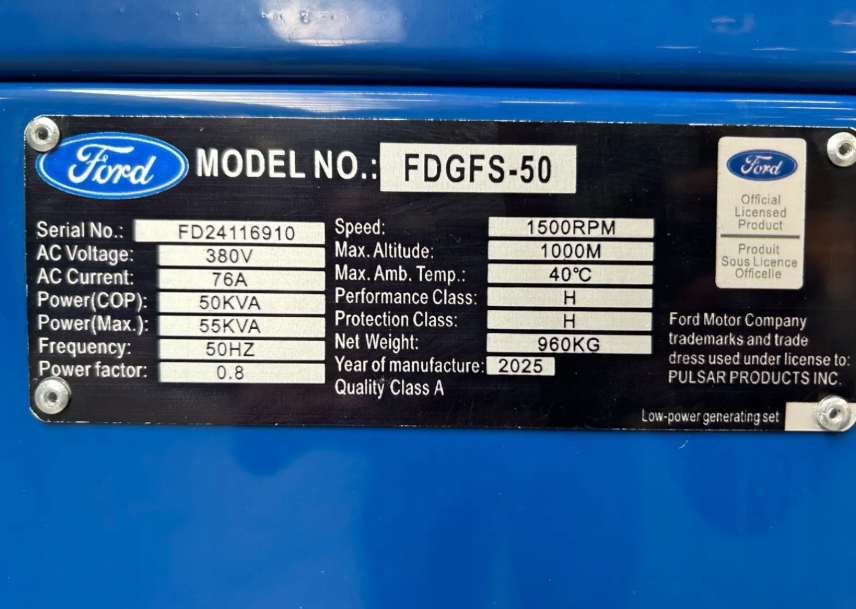 Ford MODEL NO.: FDGFS-50
Serial No.: FD24116910
AC Voltage: 380V
AC Current: 76A
Power(COP): 50KVA
Power(Max.): 55KVA
Frequency: 50HZ
Power factor: 0.8
Speed: 1500RPM
Max. Altitude: 1000M
Max. Amb. Temp.: 40℃
Performance Class: H
Protection Class: H
Net Weight: 960KG
Year of manufacture: 2025
Quality Class A
Ford
Official
Licensed
Product
Produit
Sous Licence
Officelle
Ford Motor Company
trademarks and trade
dress used under license to:
PULSAR PRODUCTS INC.
Low-power generating set